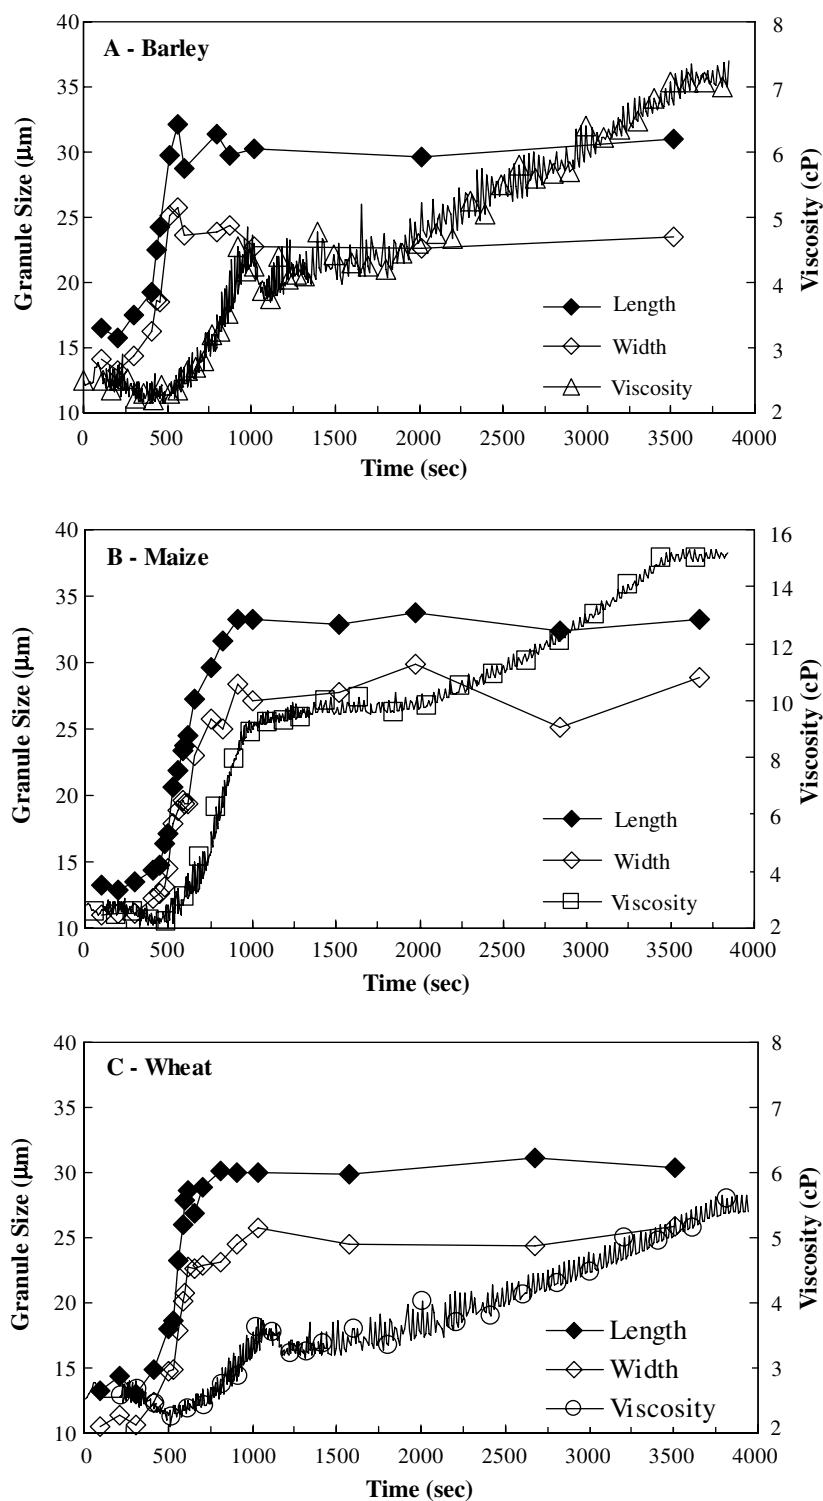 A - Barley
40
35
30
25
20
15
10
Granule Size (μm)
8
7
6
5
4
3
2
Viscosity (cP)
Length
Width
Viscosity
0 500 1000 1500 2000 2500 3000 3500 4000
Time (sec)
B - Maize
40
35
30
25
20
15
10
Granule Size (μm)
16
14
12
10
8
6
4
2
Viscosity (cP)
Length
Width
Viscosity
0 500 1000 1500 2000 2500 3000 3500 4000
Time (sec)
C - Wheat
40
35
30
25
20
15
10
Granule Size (μm)
8
7
6
5
4
3
2
Viscosity (cP)
Length
Width
Viscosity
0 500 1000 1500 2000 2500 3000 3500 4000
Time (sec)